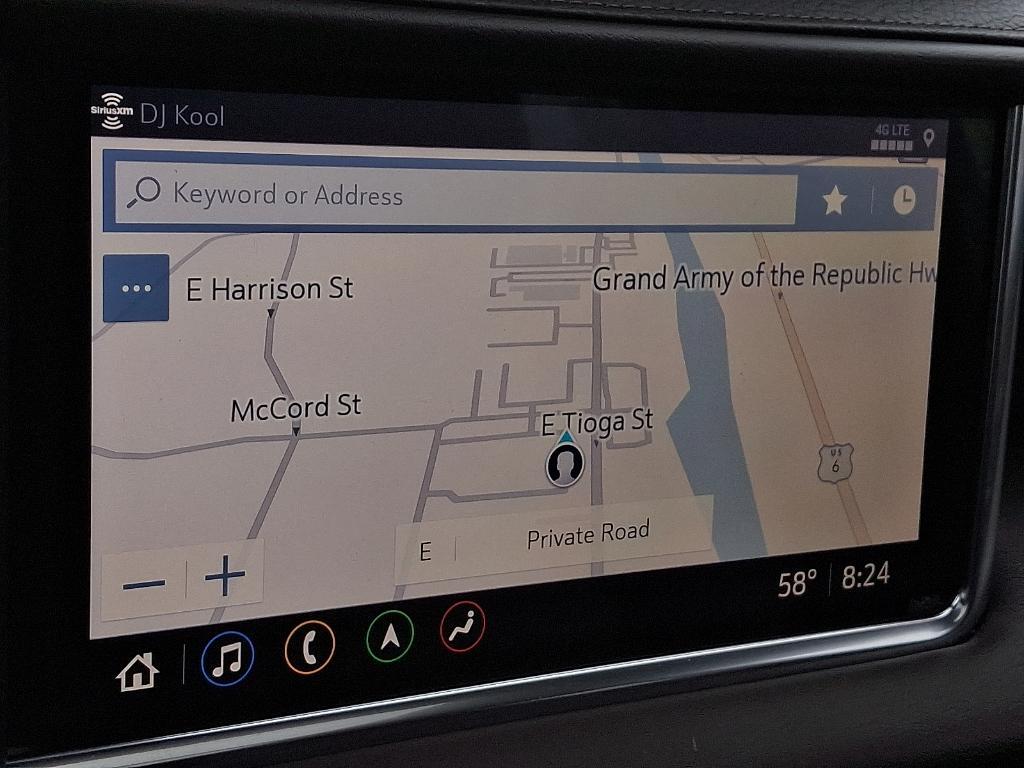 SiriusXM DJ Kool
4G LTE
Keyword or Address
E Harrison St
Grand Army of the Republic Hw
McCord St
E Tioga St
US
6
E Private Road
58° 8:24